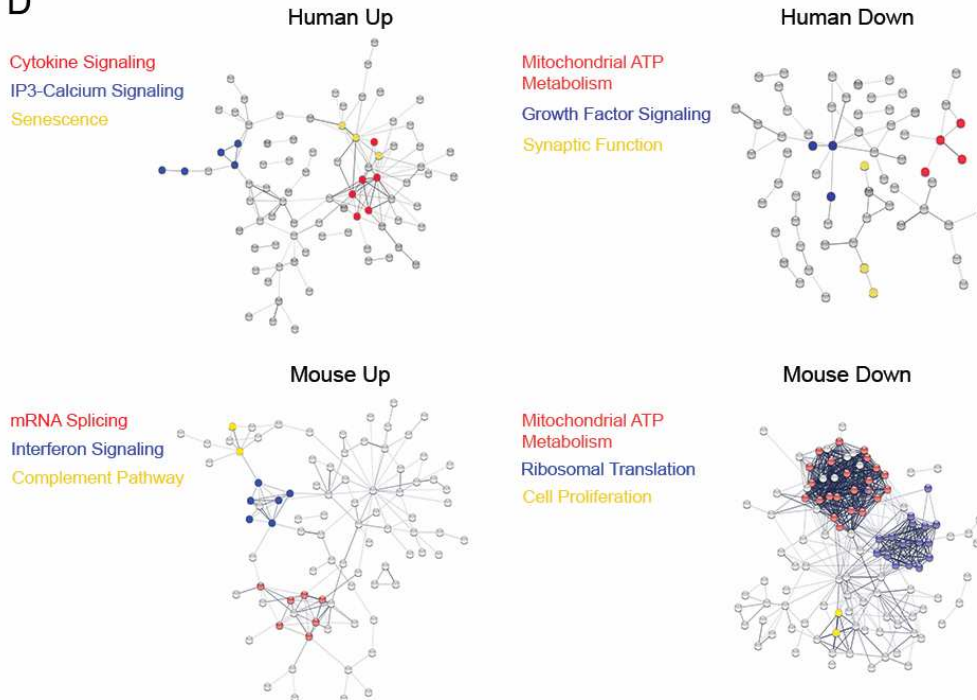 D
Human Up
Cytokine Signaling
IP3-Calcium Signaling
Senescence
Human Down
Mitochondrial ATP
Metabolism
Growth Factor Signaling
Synaptic Function
Mouse Up
mRNA Splicing
Interferon Signaling
Complement Pathway
Mouse Down
Mitochondrial ATP
Metabolism
Ribosomal Translation
Cell Proliferation